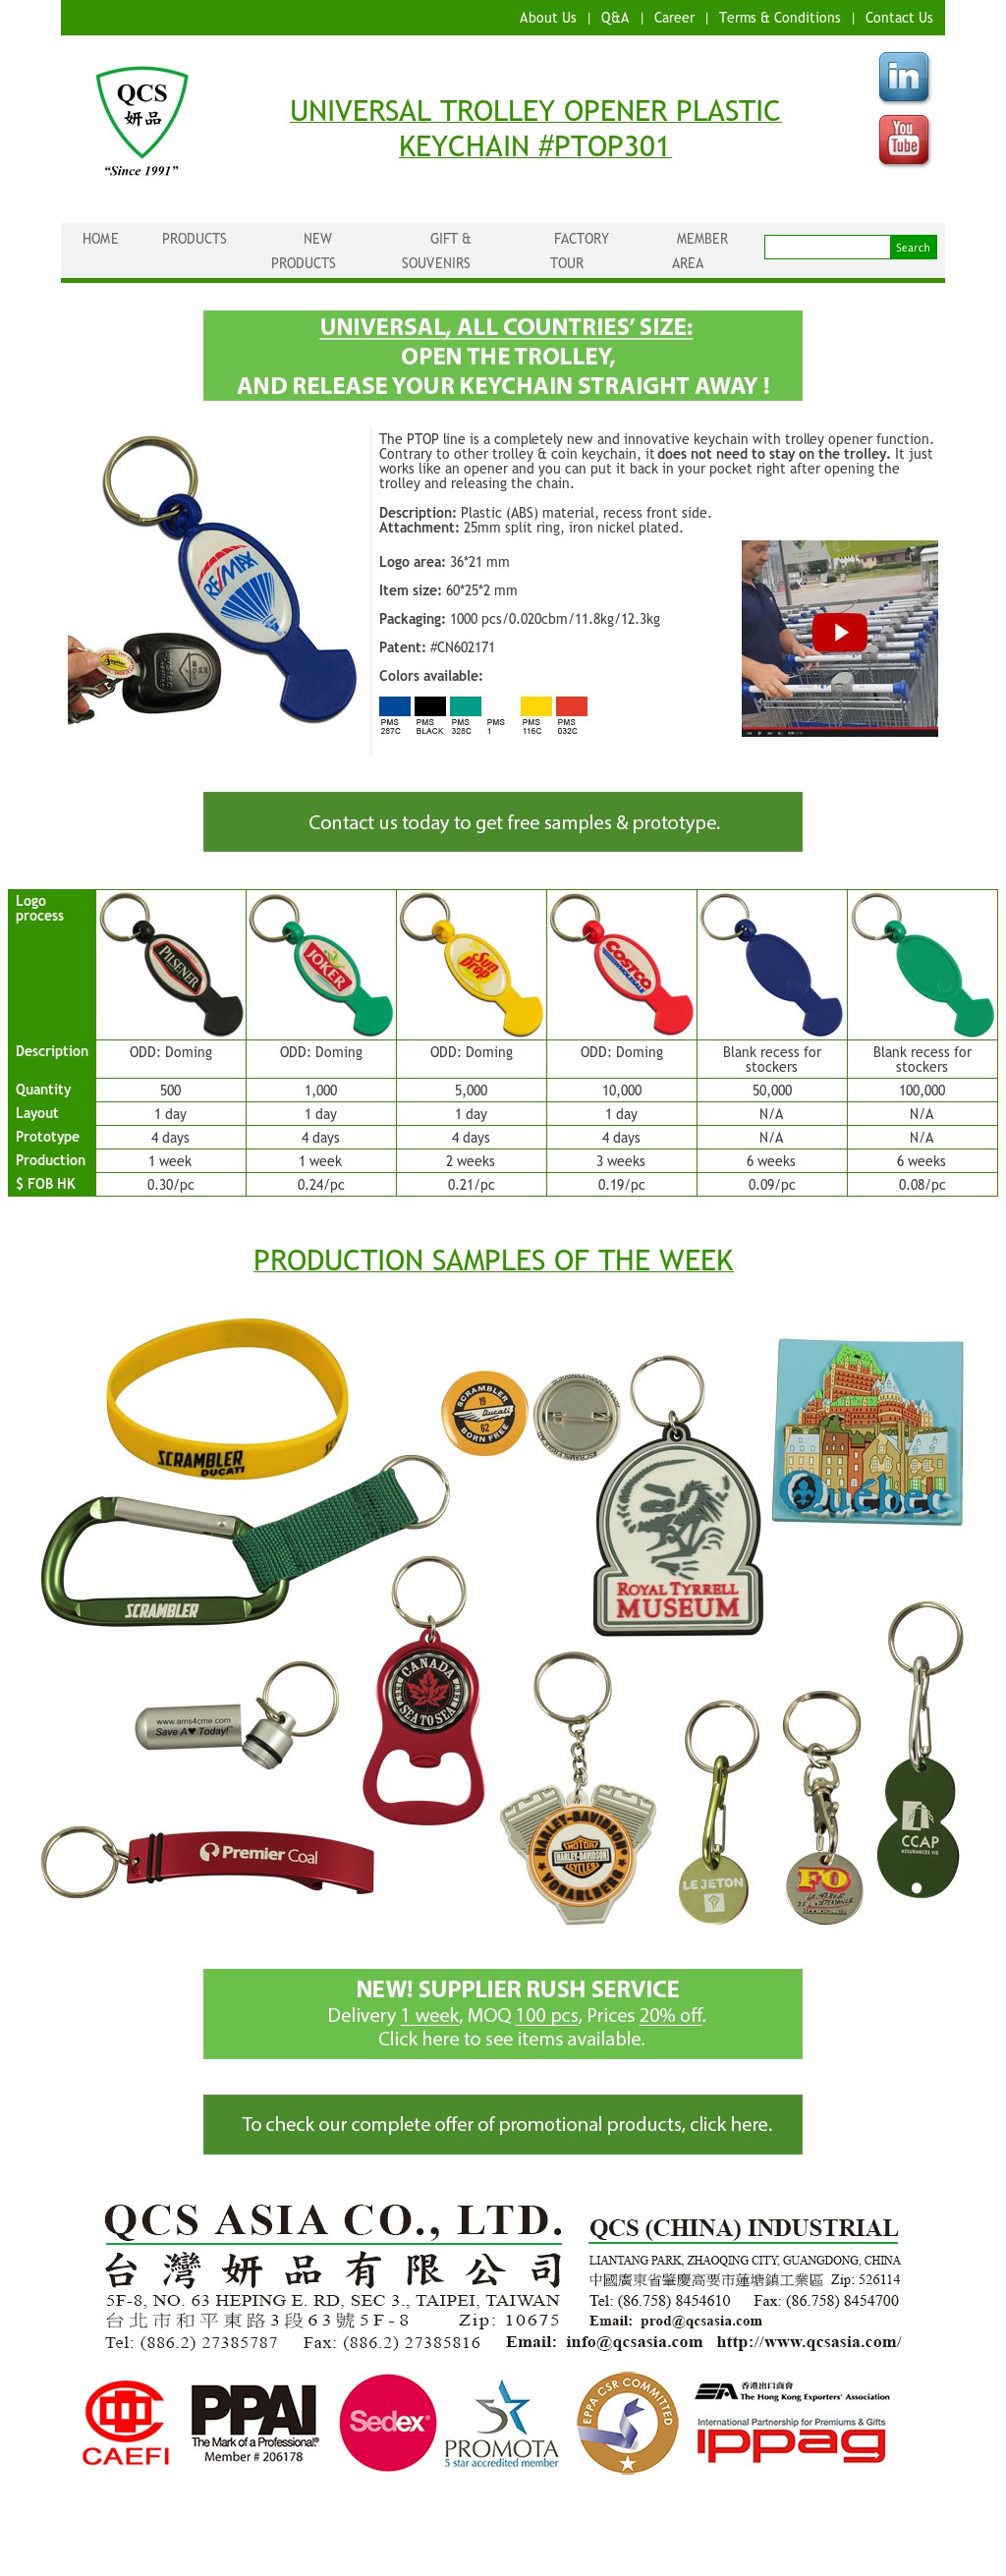 About Us | Q&A | Career | Terms & Conditions | Contact Us
QCS
妍品
“Since 1991”
UNIVERSAL TROLLEY OPENER PLASTIC
KEYCHAIN #PTOP301
in
You
Tube
HOME PRODUCTS NEW PRODUCTS GIFT & SOUVENIRS FACTORY TOUR MEMBER AREA Search
UNIVERSAL, ALL COUNTRIES’ SIZE:
OPEN THE TROLLEY,
AND RELEASE YOUR KEYCHAIN STRAIGHT AWAY !
RE/MAX
The PTOP line is a completely new and innovative keychain with trolley opener function.
Contrary to other trolley & coin keychain, it does not need to stay on the trolley. It just
works like an opener and you can put it back in your pocket right after opening the
trolley and releasing the chain.
Description: Plastic (ABS) material, recess front side.
Attachment: 25mm split ring, iron nickel plated.
Logo area: 36*21 mm
Item size: 60*25*2 mm
Packaging: 1000 pcs/0.020cbm/11.8kg/12.3kg
Patent: #CN602171
Colors available:
PMS 287C PMS BLACK PMS 328C PMS 1 PMS 116C PMS 032C
Contact us today to get free samples & prototype.
Logo process
PILSENER JOKER Sun Drop COSTCO WHOLESALE
Description ODD: Doming ODD: Doming ODD: Doming ODD: Doming Blank recess for stockers Blank recess for stockers
Quantity 500 1,000 5,000 10,000 50,000 100,000
Layout 1 day 1 day 1 day 1 day N/A N/A
Prototype 4 days 4 days 4 days 4 days N/A N/A
Production 1 week 1 week 2 weeks 3 weeks 6 weeks 6 weeks
$ FOB HK 0.30/pc 0.24/pc 0.21/pc 0.19/pc 0.09/pc 0.08/pc
PRODUCTION SAMPLES OF THE WEEK
SCRAMBLER
DUCATI
SCRAMBLER
19
Ducati
62
BORN FREE
Québec
ROYAL TYRRELL
MUSEUM
SCRAMBLER
CANADA
SEA TO SEA
www.ams4cme.com
Save A♥ Today!™
Premier Coal
HARLEY-DAVIDSON
MOTOR
HARLEY-DAVIDSON
CYCLES
VORARLBERG
LE JETON
FO
CCAP
ASSURANCES VIE
NEW! SUPPLIER RUSH SERVICE
Delivery 1 week, MOQ 100 pcs, Prices 20% off.
Click here to see items available.
To check our complete offer of promotional products, click here.
QCS ASIA CO., LTD.
台灣妍品有限公司
5F-8, NO. 63 HEPING E. RD, SEC 3., TAIPEI, TAIWAN
台北市和平東路3段63號5F-8 Zip: 10675
Tel: (886.2) 27385787 Fax: (886.2) 27385816 Email: info@qcsasia.com http://www.qcsasia.com/
QCS (CHINA) INDUSTRIAL
LIANTANG PARK, ZHAOQING CITY, GUANGDONG, CHINA
中國廣東省肇慶高要市蓮塘鎮工業區 Zip: 526114
Tel: (86.758) 8454610 Fax: (86.758) 8454700
Email: prod@qcsasia.com
CAEFI
PPAI
The Mark of a Professional®
Member # 206178
Sedex®
PROMOTA
5 star accredited member
EPPA CSR COMMITTED
香港出口商會
The Hong Kong Exporters' Association
International Partnership for Premiums & Gifts
ippag